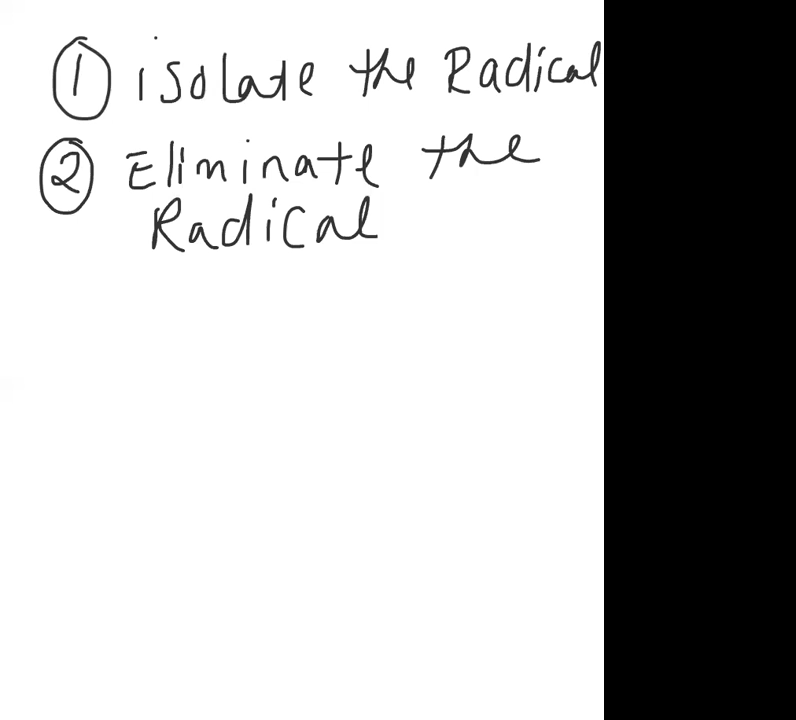 ① isolate the Radical
② Eliminate the
Radical